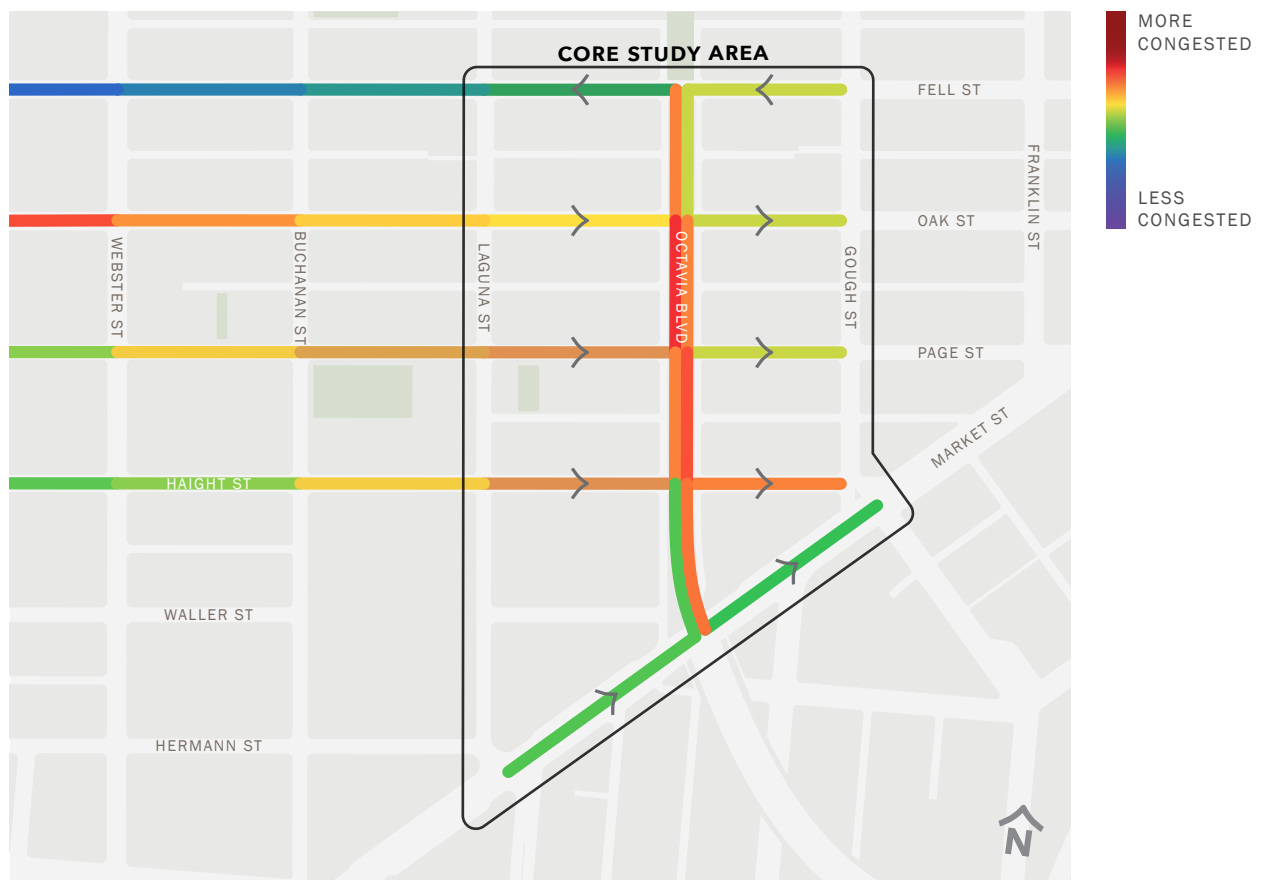 CORE STUDY AREA
MORE
CONGESTED
LESS
CONGESTED
FELL ST
FRANKLIN ST
OAK ST
WEBSTER ST
BUCHANAN ST
LAGUNA ST
OCTAVIA BLVD
GOUGH ST
PAGE ST
MARKET ST
HAIGHT ST
WALLER ST
HERMANN ST
N